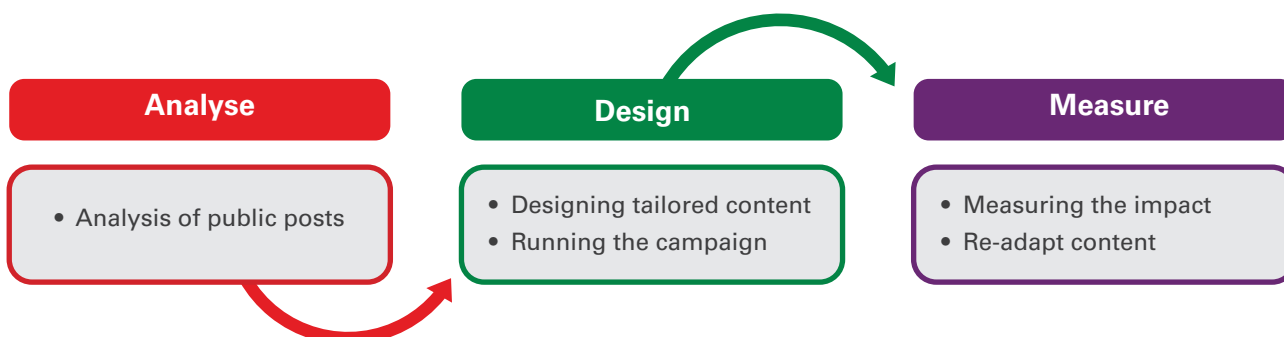 Analyse
• Analysis of public posts
Design
• Designing tailored content
• Running the campaign
Measure
• Measuring the impact
• Re-adapt content